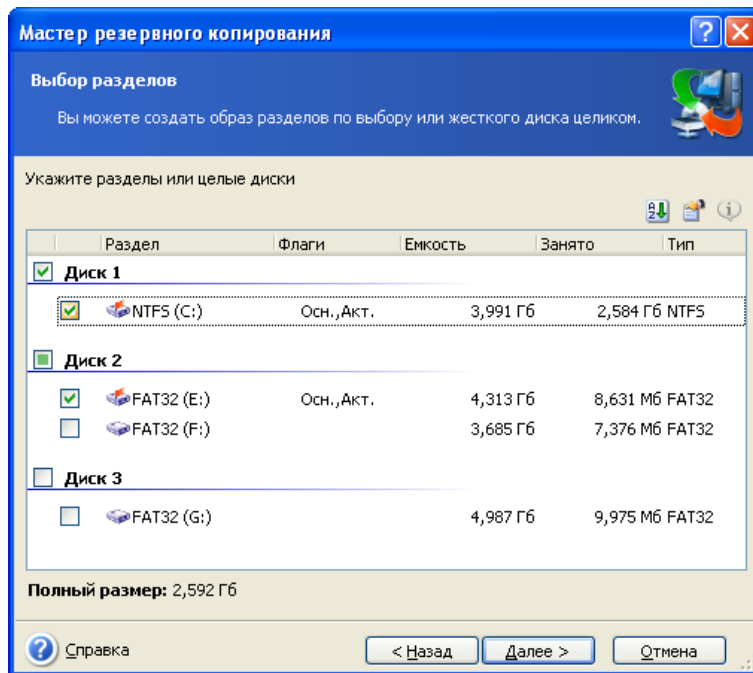 Мастер резервного копирования
Выбор разделов
Вы можете создать образ разделов по выбору или жесткого диска целиком.
Укажите разделы или целые диски
Раздел Флаги Емкость Занято Тип
Диск 1
NTFS (C:) Осн.,Акт. 3,991 Гб 2,584 Гб NTFS
Диск 2
FAT32 (E:) Осн.,Акт. 4,313 Гб 8,631 Мб FAT32
FAT32 (F:) 3,685 Гб 7,376 Мб FAT32
Диск 3
FAT32 (G:) 4,987 Гб 9,975 Мб FAT32
Полный размер: 2,592 Гб
Справка < Назад Далее > Отмена